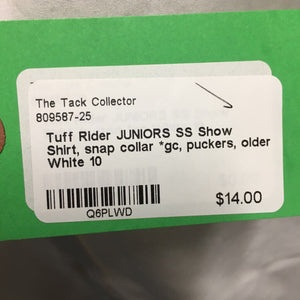 The Tack Collector
809587-25
Tuff Rider JUNIORS SS Show
Shirt, snap collar *gc, puckers, older
White 10
$14.00
Q6PLWD